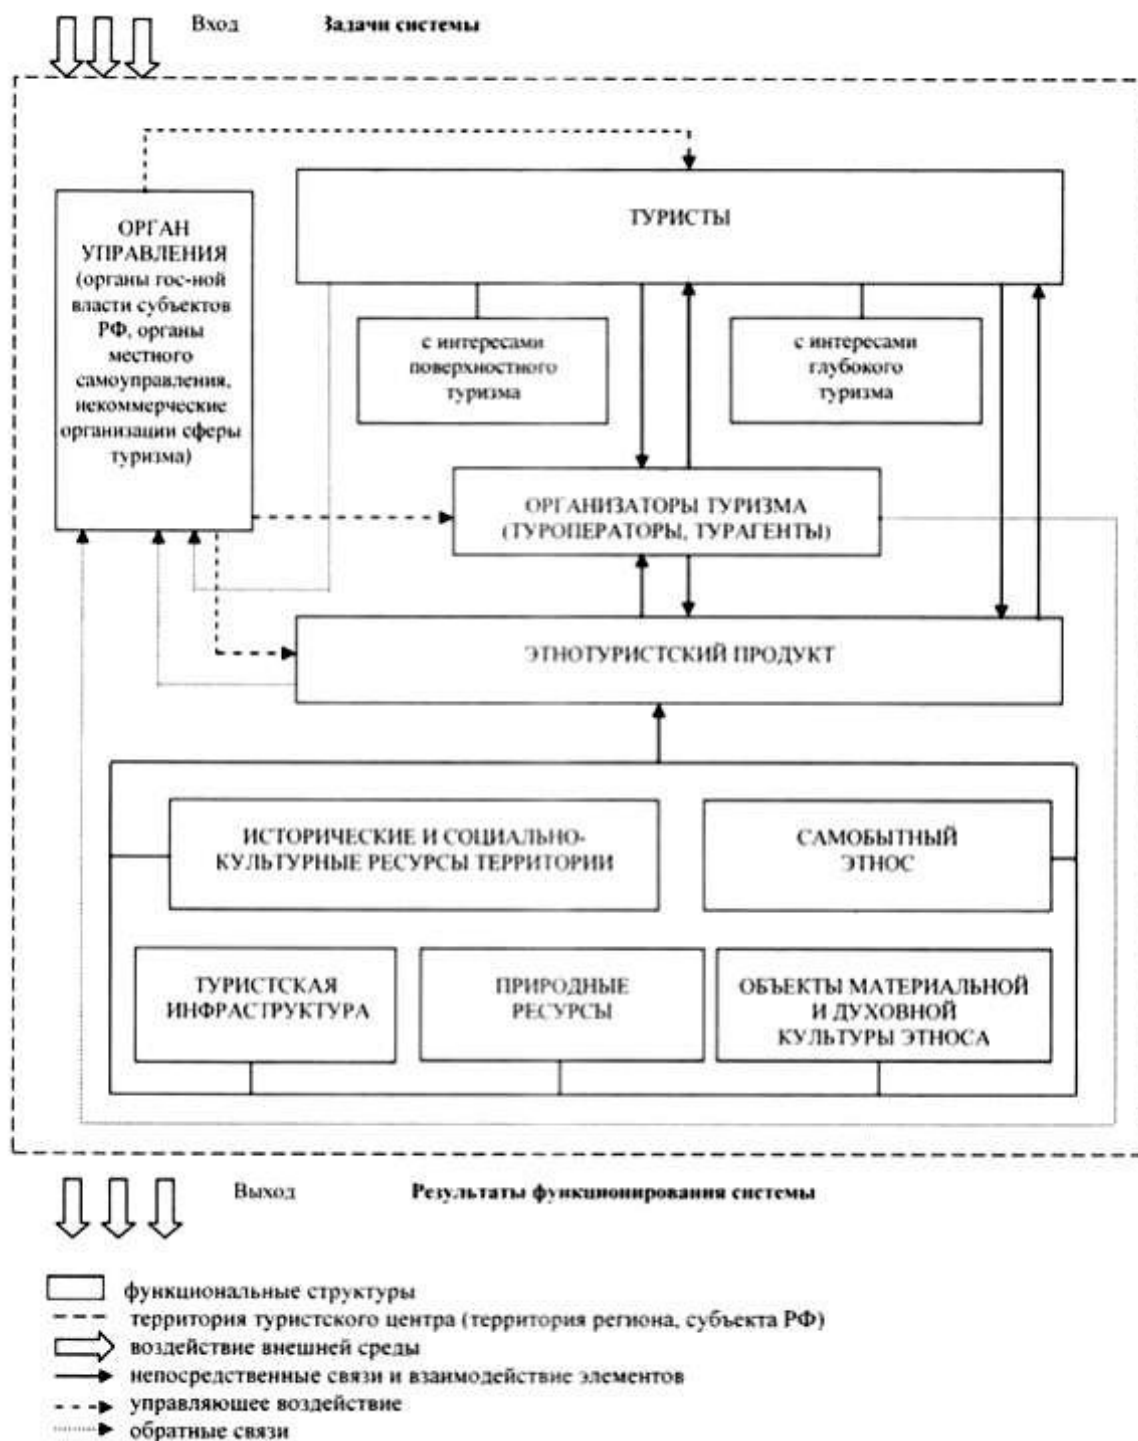 Вход Задачи системы
ТУРИСТЫ
ОРГАН
УПРАВЛЕНИЯ
(органы гос-ной
власти субъектов
РФ, органы
местного
самоуправления,
некоммерческие
организации сферы
туризма)
с интересами
поверхностного
туризма
с интересами
глубокого
туризма
ОРГАНИЗАТОРЫ ТУРИЗМА
(ТУРОПЕРАТОРЫ, ТУРАГЕНТЫ)
ЭТНОТУРИСТСКИЙ ПРОДУКТ
ИСТОРИЧЕСКИЕ И СОЦИАЛЬНО-
КУЛЬТУРНЫЕ РЕСУРСЫ ТЕРРИТОРИИ
САМОБЫТНЫЙ
ЭТНОС
ТУРИСТСКАЯ
ИНФРАСТРУКТУРА
ПРИРОДНЫЕ
РЕСУРСЫ
ОБЪЕКТЫ МАТЕРИАЛЬНОЙ
И ДУХОВНОЙ
КУЛЬТУРЫ ЭТНОСА
Выход Результаты функционирования системы
функциональные структуры
территория туристского центра (территория региона, субъекта РФ)
воздействие внешней среды
непосредственные связи и взаимодействие элементов
управляющее воздействие
обратные связи